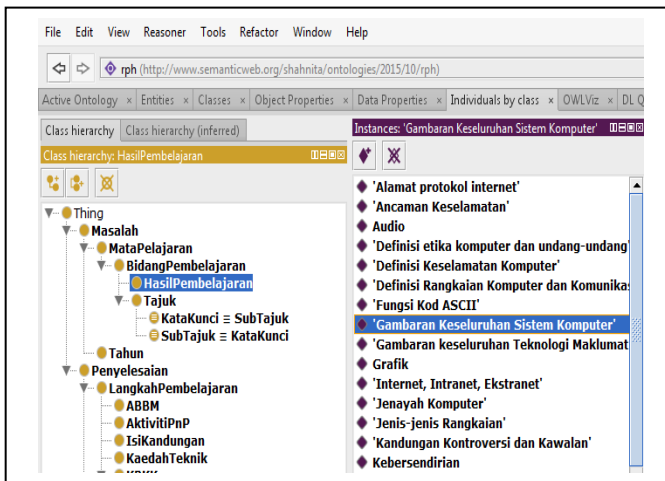 File Edit View Reasoner Tools Refactor Window Help
rph (http://www.semanticweb.org/shahnita/ontologies/2015/10/rph)
Active Ontology × Entities × Classes × Object Properties × Data Properties × Individuals by class × OWLViz × DL Q
Class hierarchy Class hierarchy (inferred)
Class hierarchy: HasilPembelajaran
Thing
Masalah
MataPelajaran
BidangPembelajaran
HasilPembelajaran
Tajuk
KataKunci ≡ SubTajuk
SubTajuk ≡ KataKunci
Tahun
Penyelesaian
LangkahPembelajaran
ABBM
AktivitiPnP
IsiKandungan
KaedahTeknik
Instances: 'Gambaran Keseluruhan Sistem Komputer'
'Alamat protokol internet'
'Ancaman Keselamatan'
Audio
'Definisi etika komputer dan undang-undang'
'Definisi Keselamatan Komputer'
'Definisi Rangkaian Komputer dan Komunikas
'Fungsi Kod ASCII'
'Gambaran Keseluruhan Sistem Komputer'
'Gambaran keseluruhan Teknologi Maklumat
Grafik
'Internet, Intranet, Ekstranet'
'Jenayah Komputer'
'Jenis-jenis Rangkaian'
'Kandungan Kontroversi dan Kawalan'
Kebersendirian